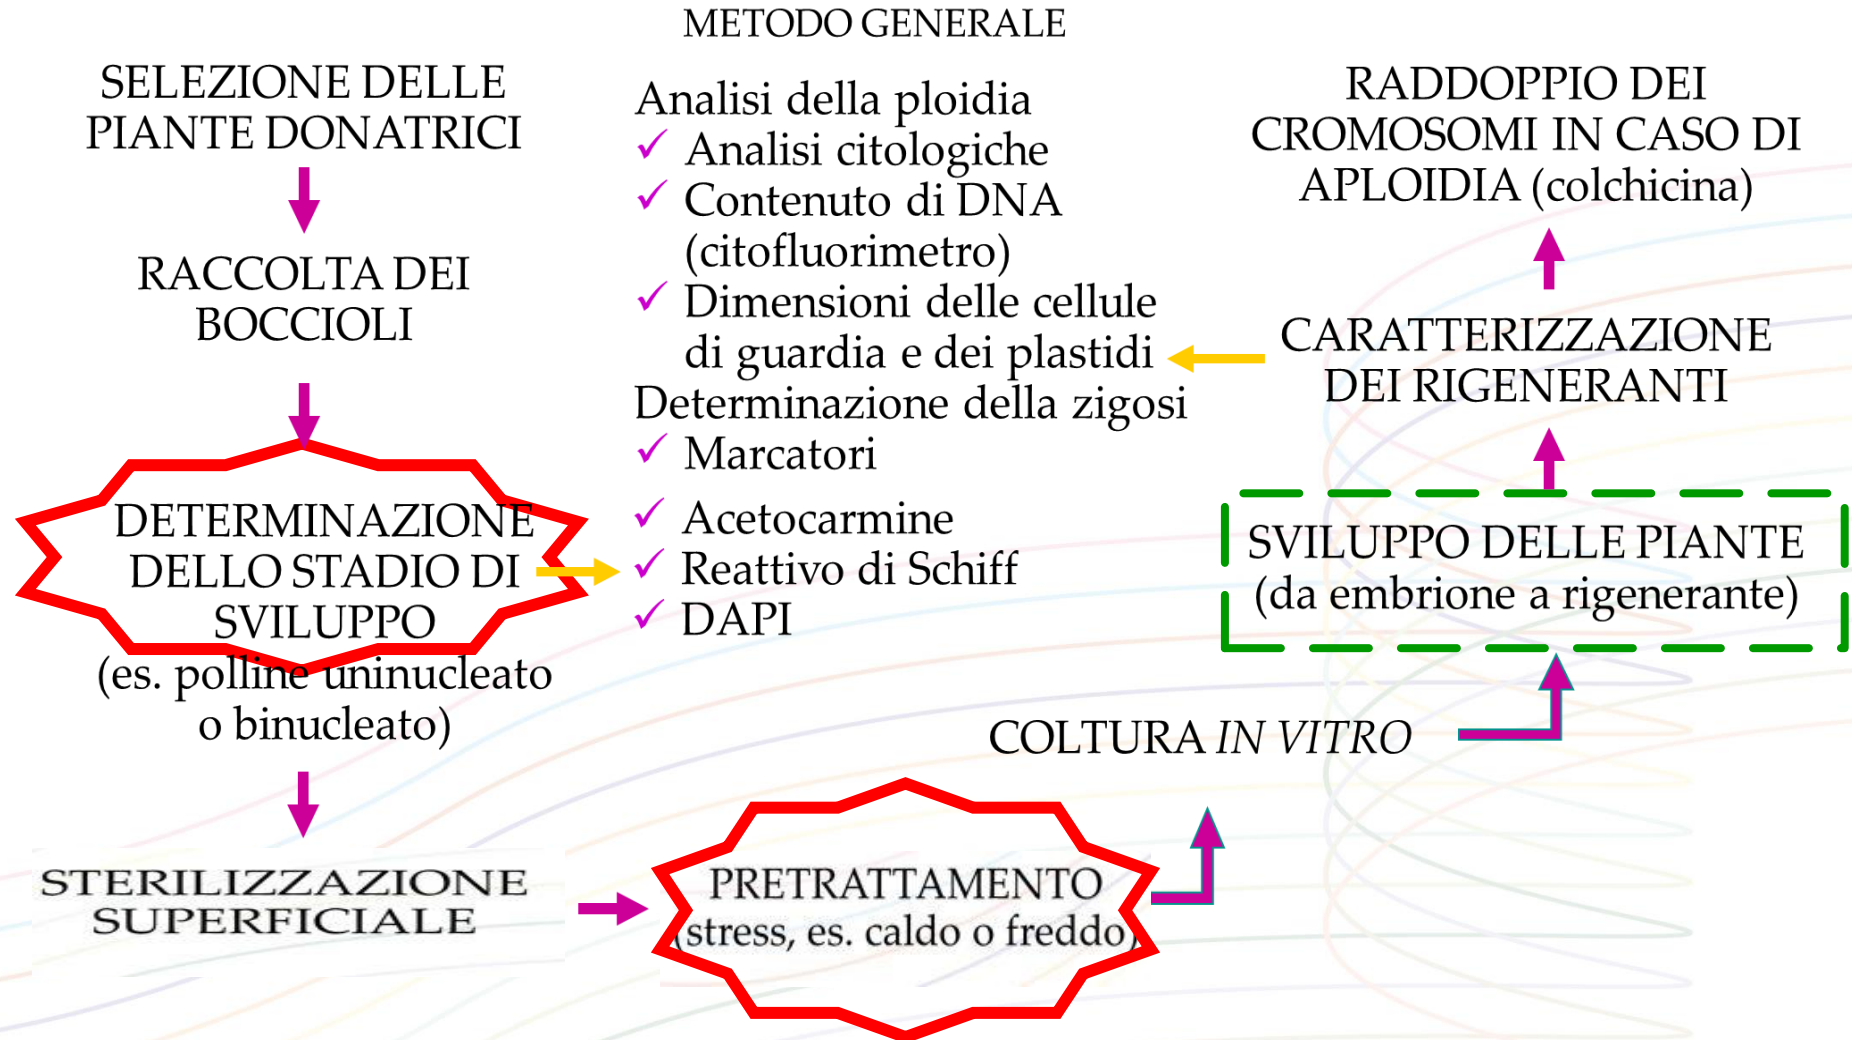 METODO GENERALE
SELEZIONE DELLE
PIANTE DONATRICI
RACCOLTA DEI
BOCCIOLI
DETERMINAZIONE
DELLO STADIO DI
SVILUPPO
(es. polline uninucleato
o binucleato)
STERILIZZAZIONE
SUPERFICIALE
PRETRATTAMENTO
(stress, es. caldo o freddo)
COLTURA IN VITRO
SVILUPPO DELLE PIANTE
(da embrione a rigenerante)
CARATTERIZZAZIONE
DEI RIGENERANTI
RADDOPPIO DEI
CROMOSOMI IN CASO DI
APLOIDIA (colchicina)
Analisi della ploidia
✓ Analisi citologiche
✓ Contenuto di DNA
(citofluorimetro)
✓ Dimensioni delle cellule
di guardia e dei plastidi
Determinazione della zigosi
✓ Marcatori
✓ Acetocarmine
✓ Reattivo di Schiff
✓ DAPI